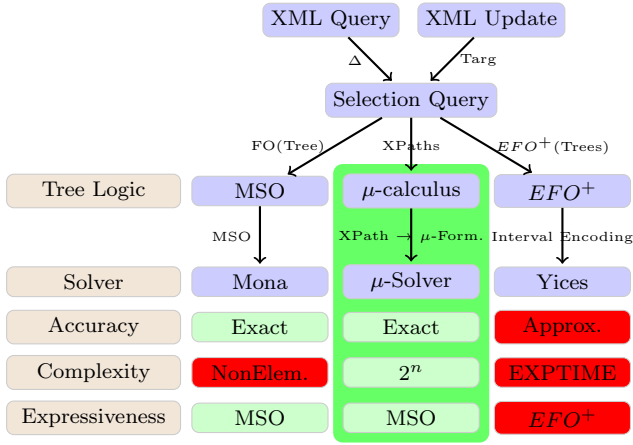 XML Query XML Update
Δ Targ
Selection Query
FO(Tree) XPaths EFO⁺(Trees)
Tree Logic MSO μ-calculus EFO⁺
MSO XPath → μ-Form. Interval Encoding
Solver Mona μ-Solver Yices
Accuracy Exact Exact Approx.
Complexity NonElem. 2ⁿ EXPTIME
Expressiveness MSO MSO EFO⁺